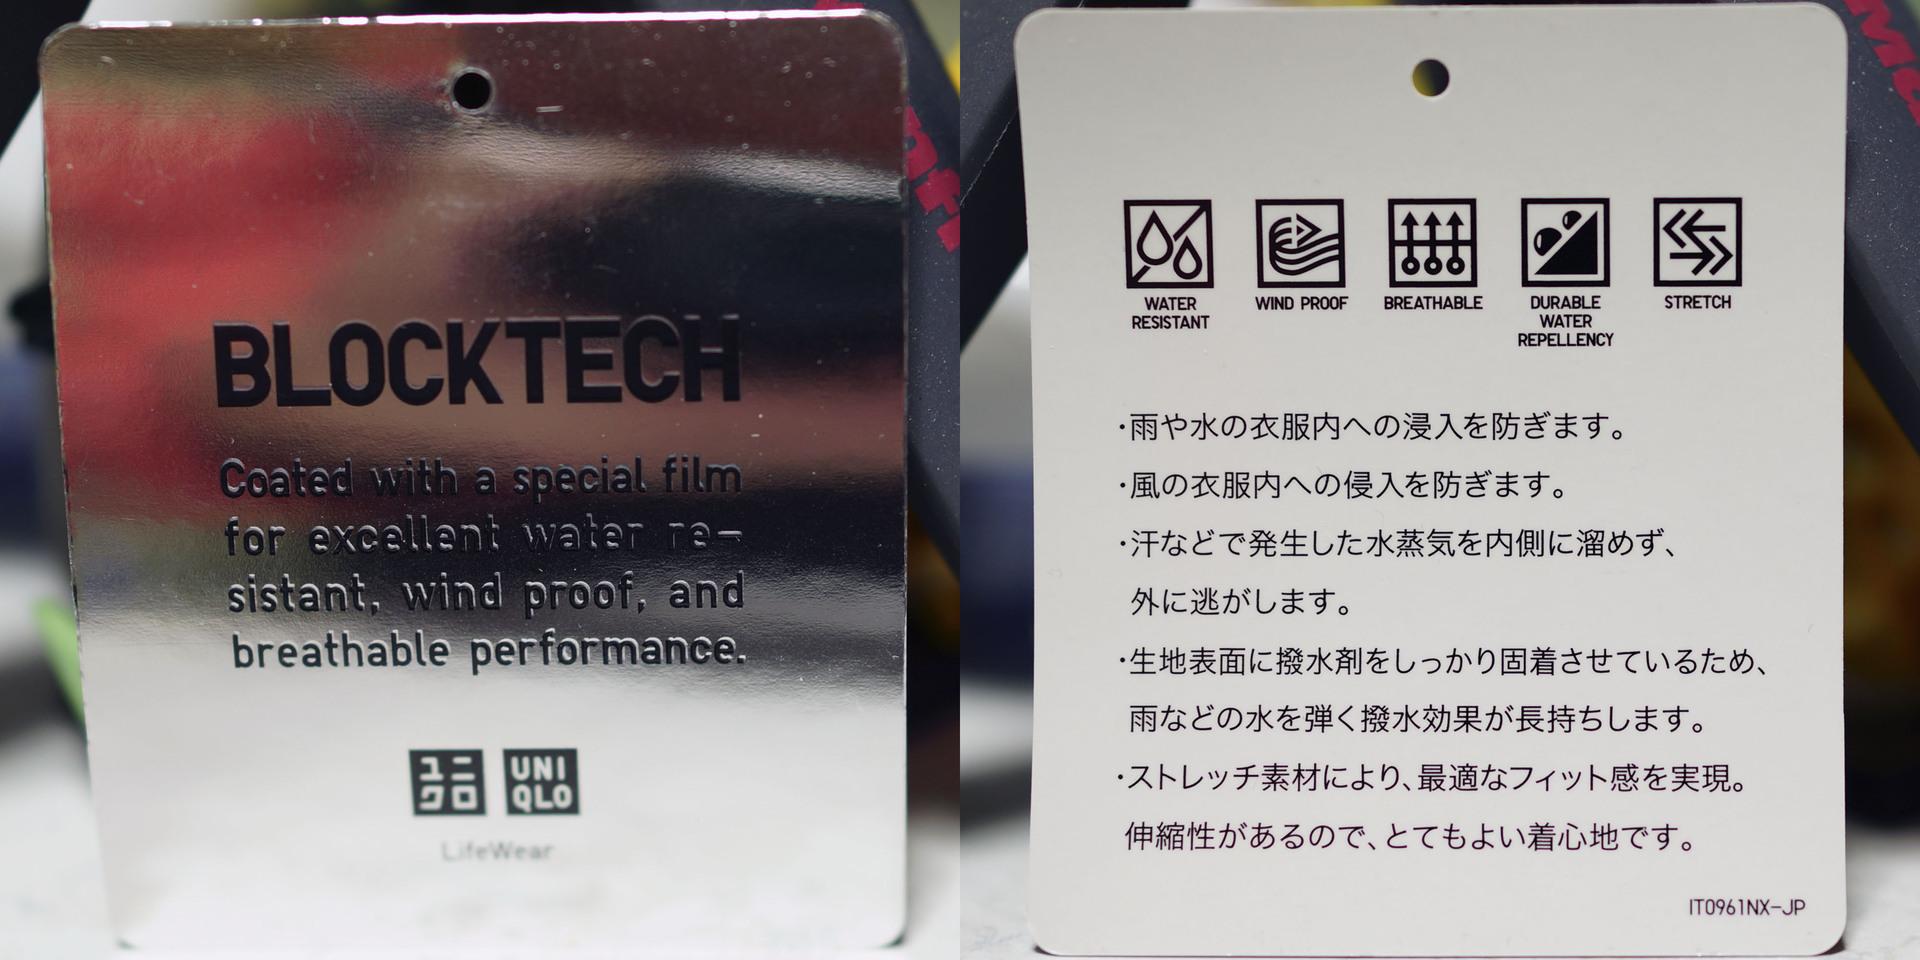 BLOCKTECH
Coated with a special film
for excellent water re-
sistant, wind proof, and
breathable performance.
ユニ
クロ
UNI
QLO
LifeWear
WATER
RESISTANT
WIND PROOF
BREATHABLE
DURABLE
WATER
REPELLENCY
STRETCH
・雨や水の衣服内への浸入を防ぎます。
・風の衣服内への侵入を防ぎます。
・汗などで発生した水蒸気を内側に溜めず、
外に逃がします。
・生地表面に撥水剤をしっかり固着させているため、
雨などの水を弾く撥水効果が長持ちします。
・ストレッチ素材により、最適なフィット感を実現。
伸縮性があるので、とてもよい着心地です。
IT0961NX-JP